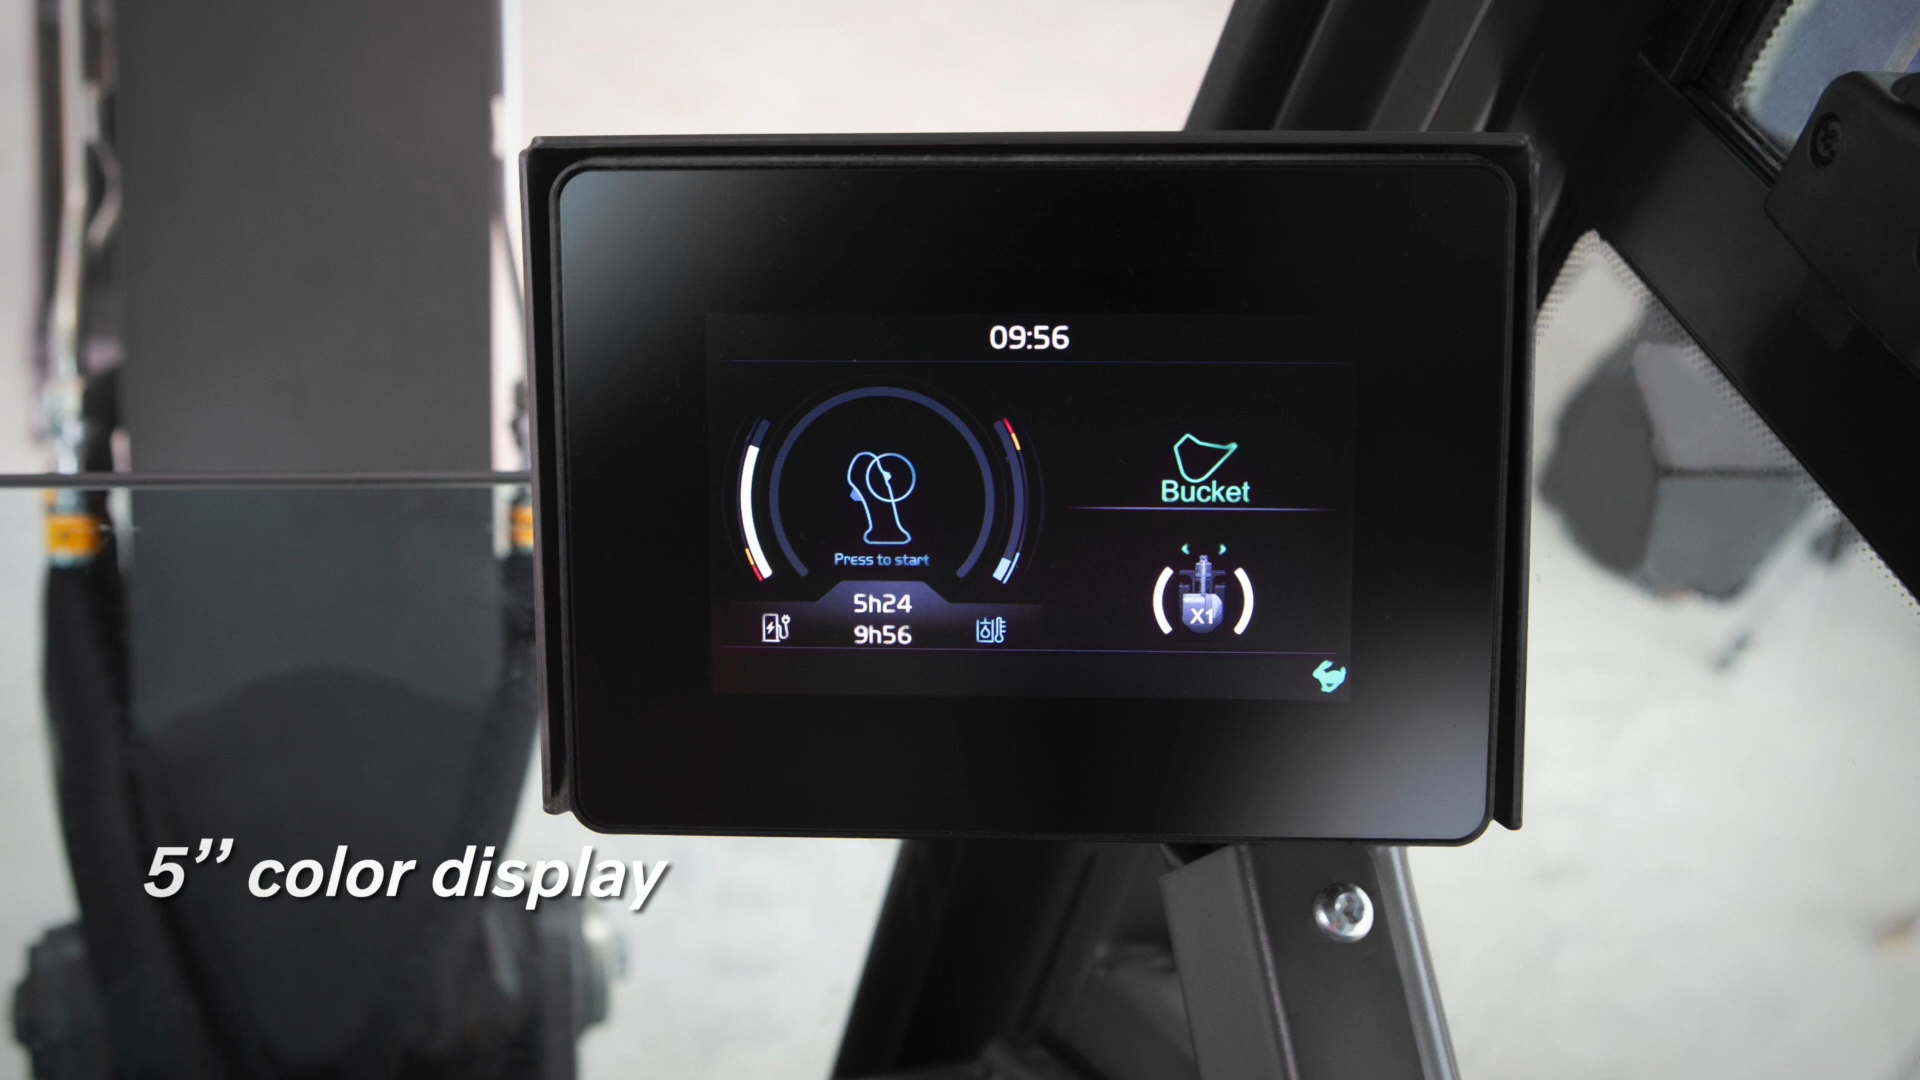 09:56
Press to start
5h24
9h56
Bucket
X1
5” color display